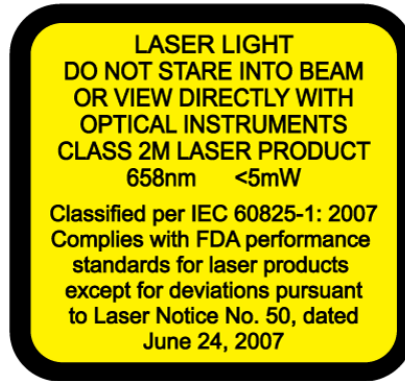 LASER LIGHT
DO NOT STARE INTO BEAM
OR VIEW DIRECTLY WITH
OPTICAL INSTRUMENTS
CLASS 2M LASER PRODUCT
658nm <5mW
Classified per IEC 60825-1: 2007
Complies with FDA performance
standards for laser products
except for deviations pursuant
to Laser Notice No. 50, dated
June 24, 2007